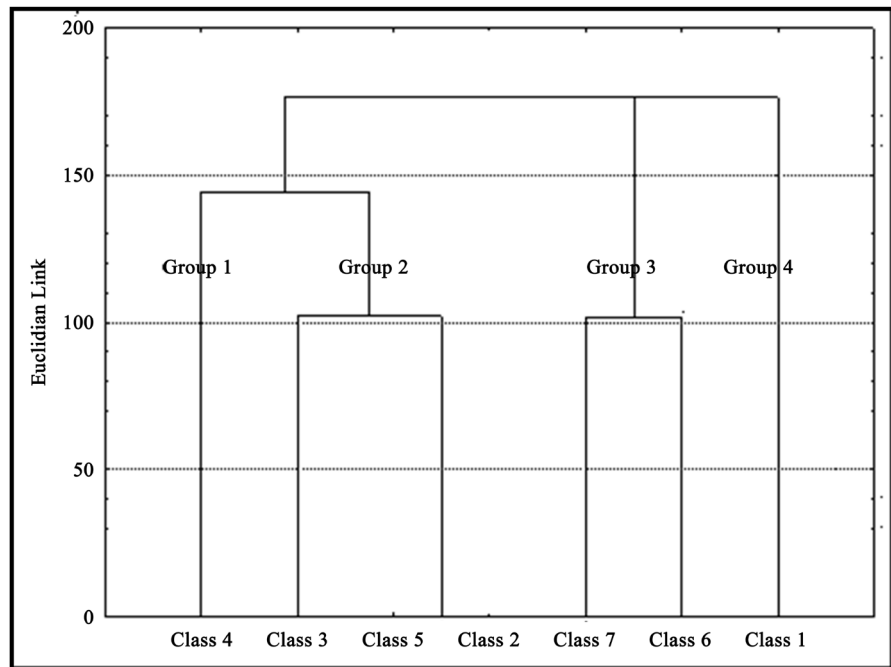 200
150
Group 1 Group 2 Group 3 Group 4
Euclidian Link
100
50
0
Class 4 Class 3 Class 5 Class 2 Class 7 Class 6 Class 1